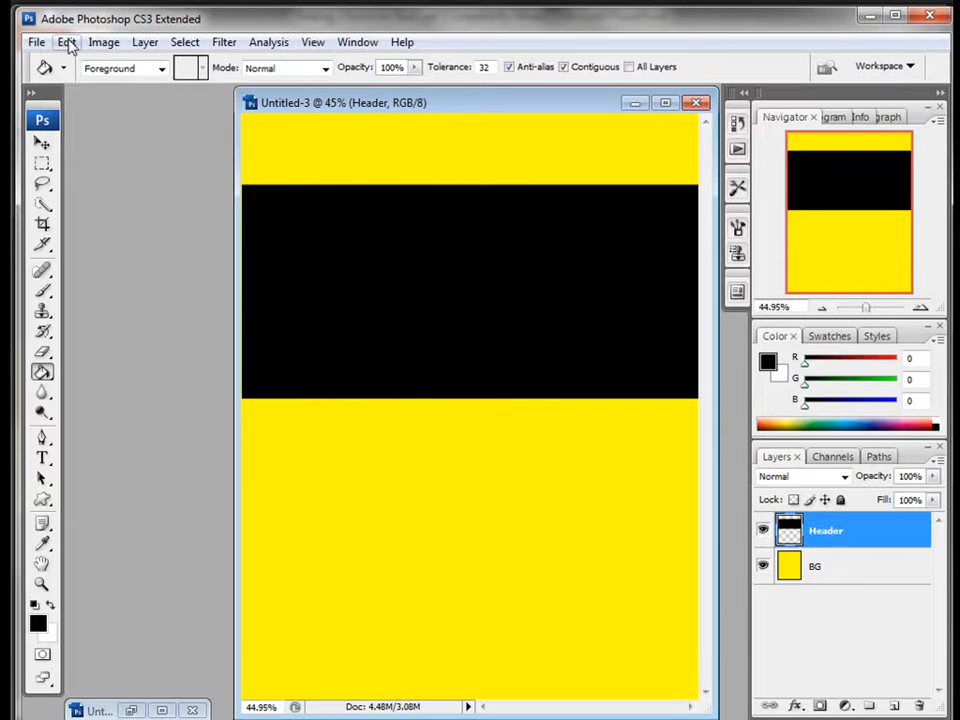 Ps Adobe Photoshop CS3 Extended
File Edit Image Layer Select Filter Analysis View Window Help
Foreground Mode: Normal Opacity: 100% Tolerance: 32 Anti-alias Contiguous All Layers Workspace
Ps
Untitled-3 @ 45% (Header, RGB/8)
Navigator gram Info graph
44.95%
Color Swatches Styles
R 0
G 0
B 0
Layers Channels Paths
Normal Opacity: 100%
Lock: Fill: 100%
Header
BG
T
44.95% Doc: 4.48M/3.08M
Ps Unt...